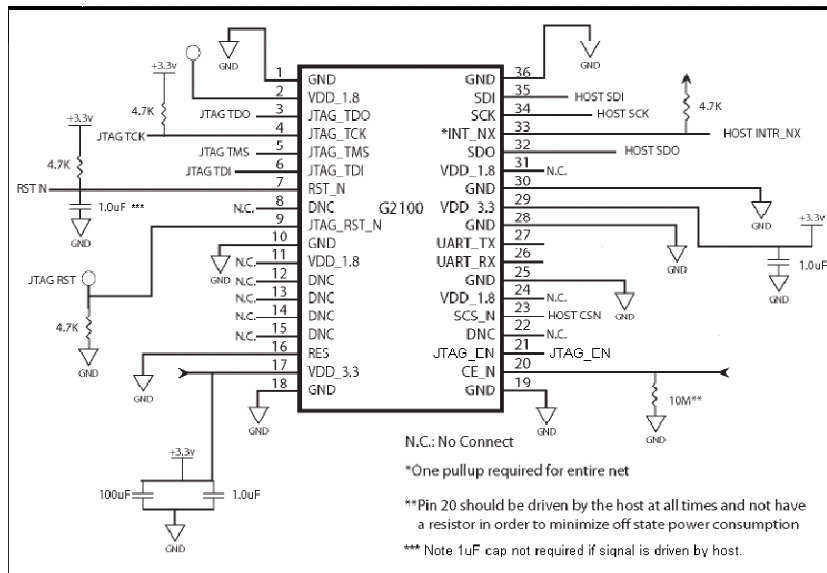 GND
GND
+3.3v
4.7K
+3.3v
4.7K
1 GND
2 VDD_1.8
JTAG TDO 3 JTAG_TDO
JTAG TCK 4 JTAG_TCK
JTAG TMS 5 JTAG_TMS
JTAG TDI 6 JTAG_TDI
RST N 7 RST_N
1.0uF ***
GND
N.C. 8 DNC
9 JTAG_RST_N
10 GND
GND
N.C. 11 VDD_1.8
N.C. 12 DNC
N.C. 13 DNC
N.C. 14 DNC
N.C. 15 DNC
16 RES
17 VDD_3.3
18 GND
JTAG RST
4.7K
GND
GND
GND
G2100
GND 36
SDI 35 HOST SDI
SCK 34 HOST SCK
*INT_NX 33 HOST INTR_NX
4.7K
SDO 32 HOST SDO
VDD_1.8 31 N.C.
GND 30
GND
VDD_3.3 29
+3.3v
1.0uF
GND
GND 28
GND
UART_TX 27
UART_RX 26
GND 25
GND
VDD_1.8 24 N.C.
SCS_N 23 HOST CSN
DNC 22 N.C.
JTAG_EN 21 JTAG_EN
CE_N 20
GND 19
GND
10M**
GND
+3.3v
100uF
1.0uF
GND
N.C.: No Connect
*One pullup required for entire net
**Pin 20 should be driven by the host at all times and not have
a resistor in order to minimize off state power consumption
*** Note 1uF cap not required if signal is driven by host.